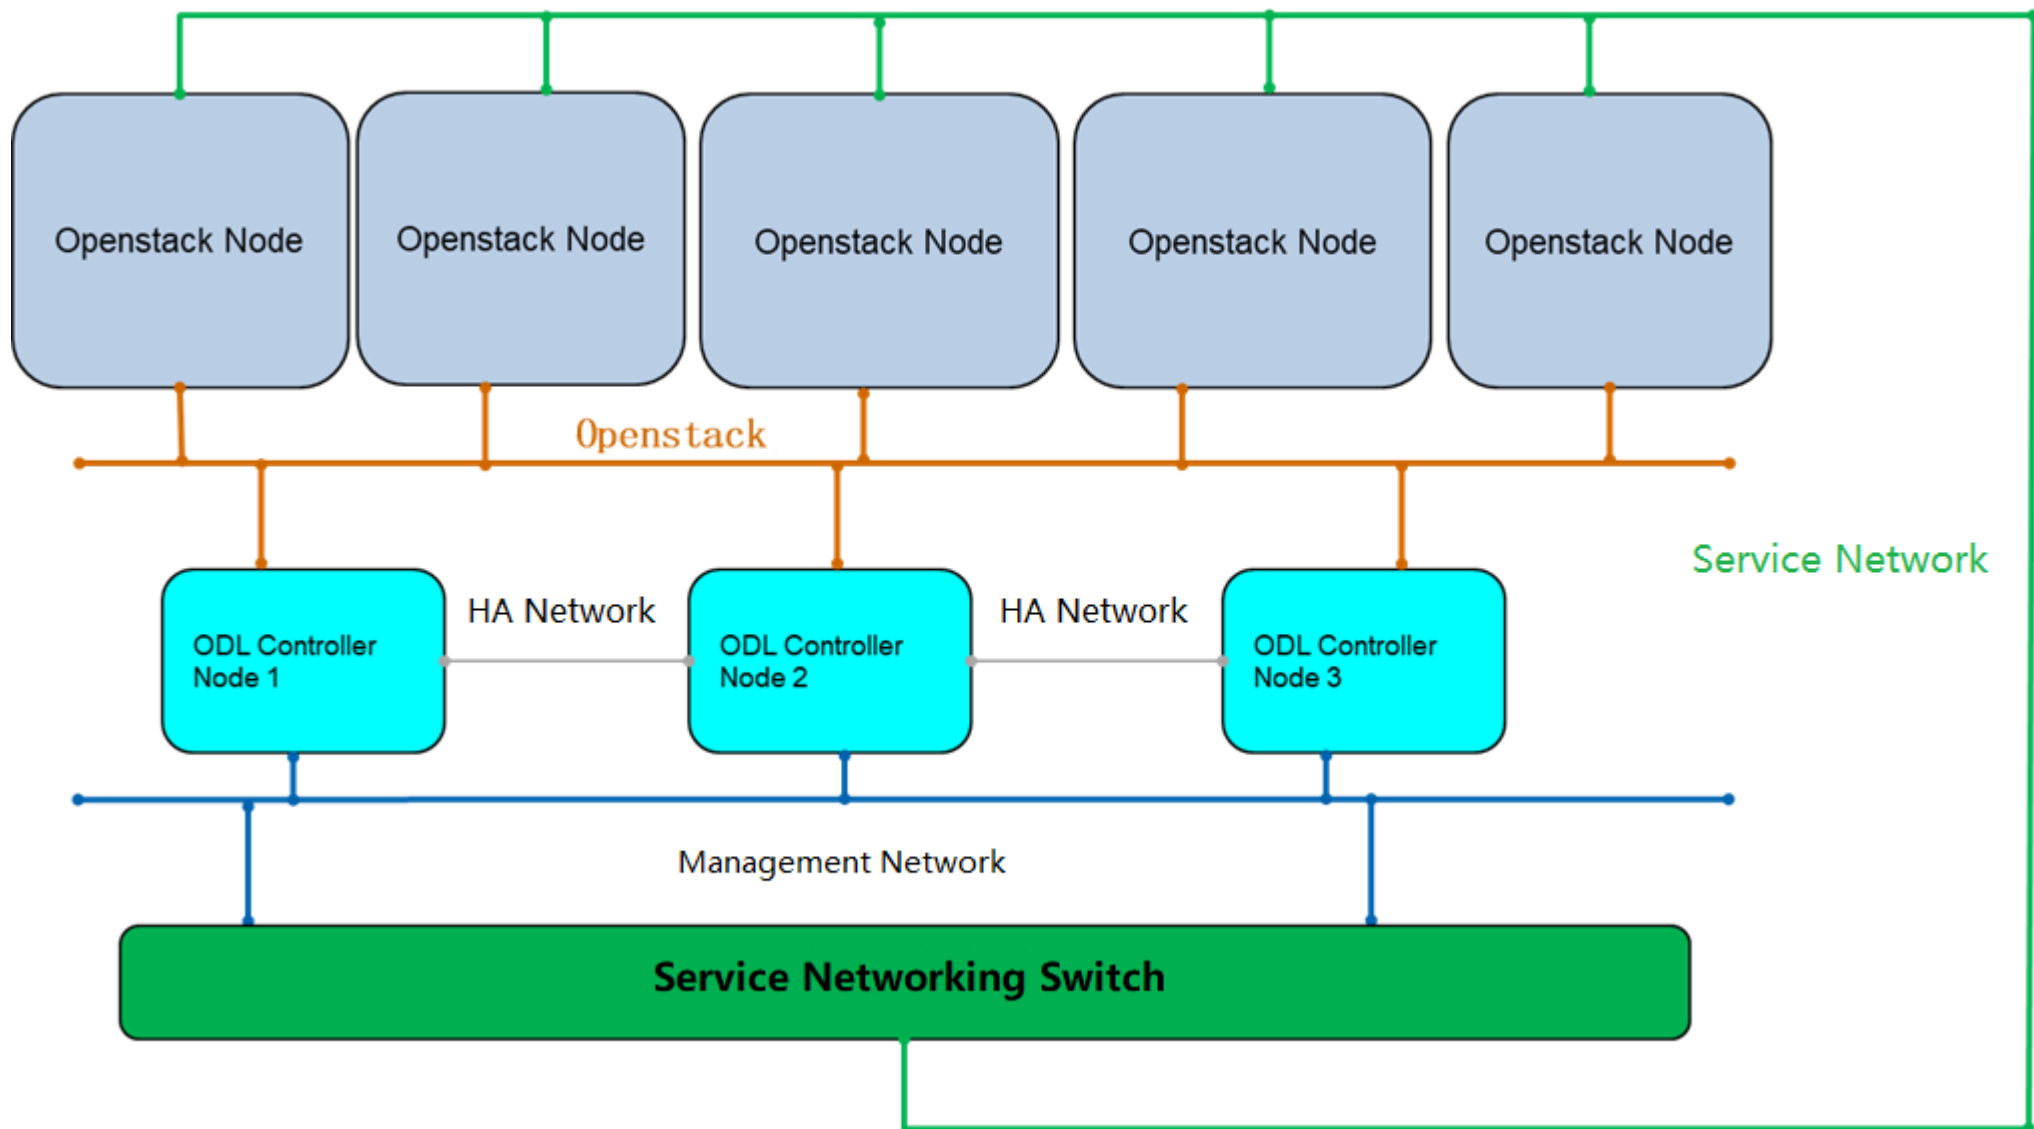 Openstack Node
Openstack Node
Openstack Node
Openstack Node
Openstack Node
Openstack
Service Network
HA Network
HA Network
ODL Controller
Node 1
ODL Controller
Node 2
ODL Controller
Node 3
Management Network
Service Networking Switch